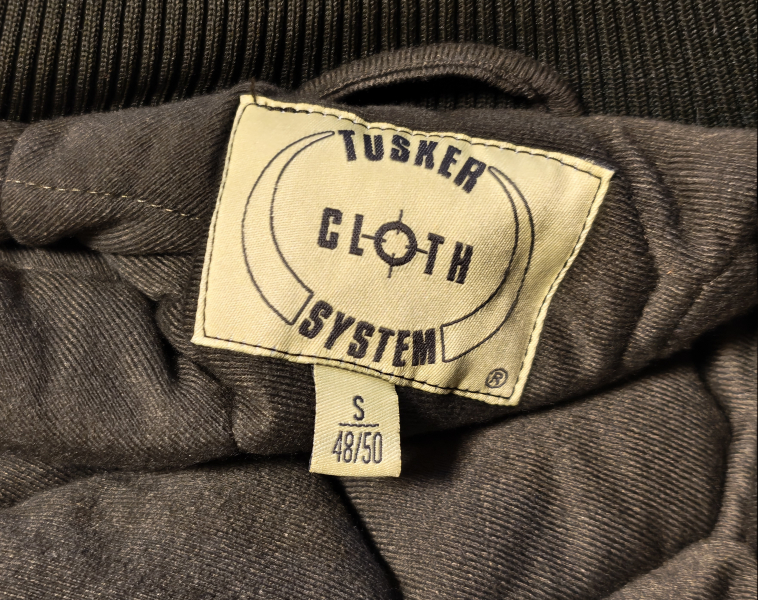 TUSKER
CLOTH
SYSTEM
®
S
48/50